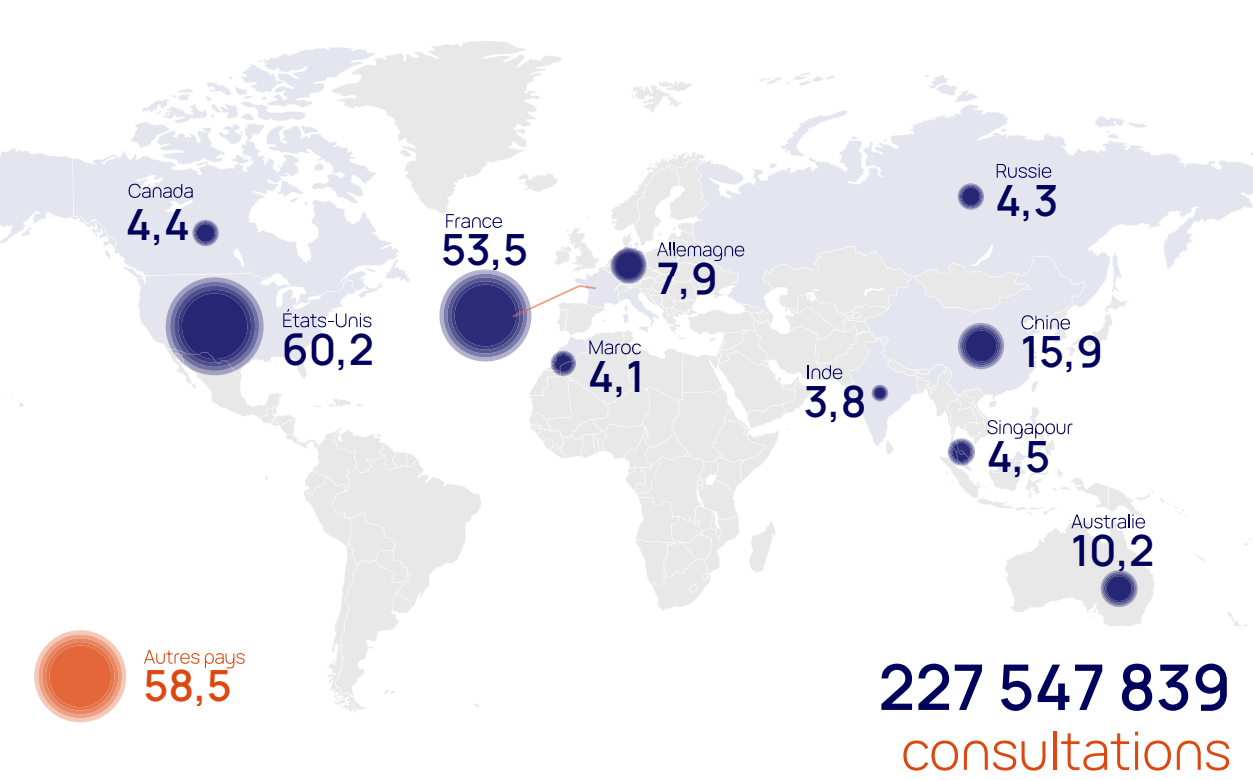 Canada
4,4
États-Unis
60,2
France
53,5
Allemagne
7,9
Maroc
4,1
Russie
4,3
Chine
15,9
Inde
3,8
Singapour
4,5
Australie
10,2
Autres pays
58,5
227 547 839
consultations